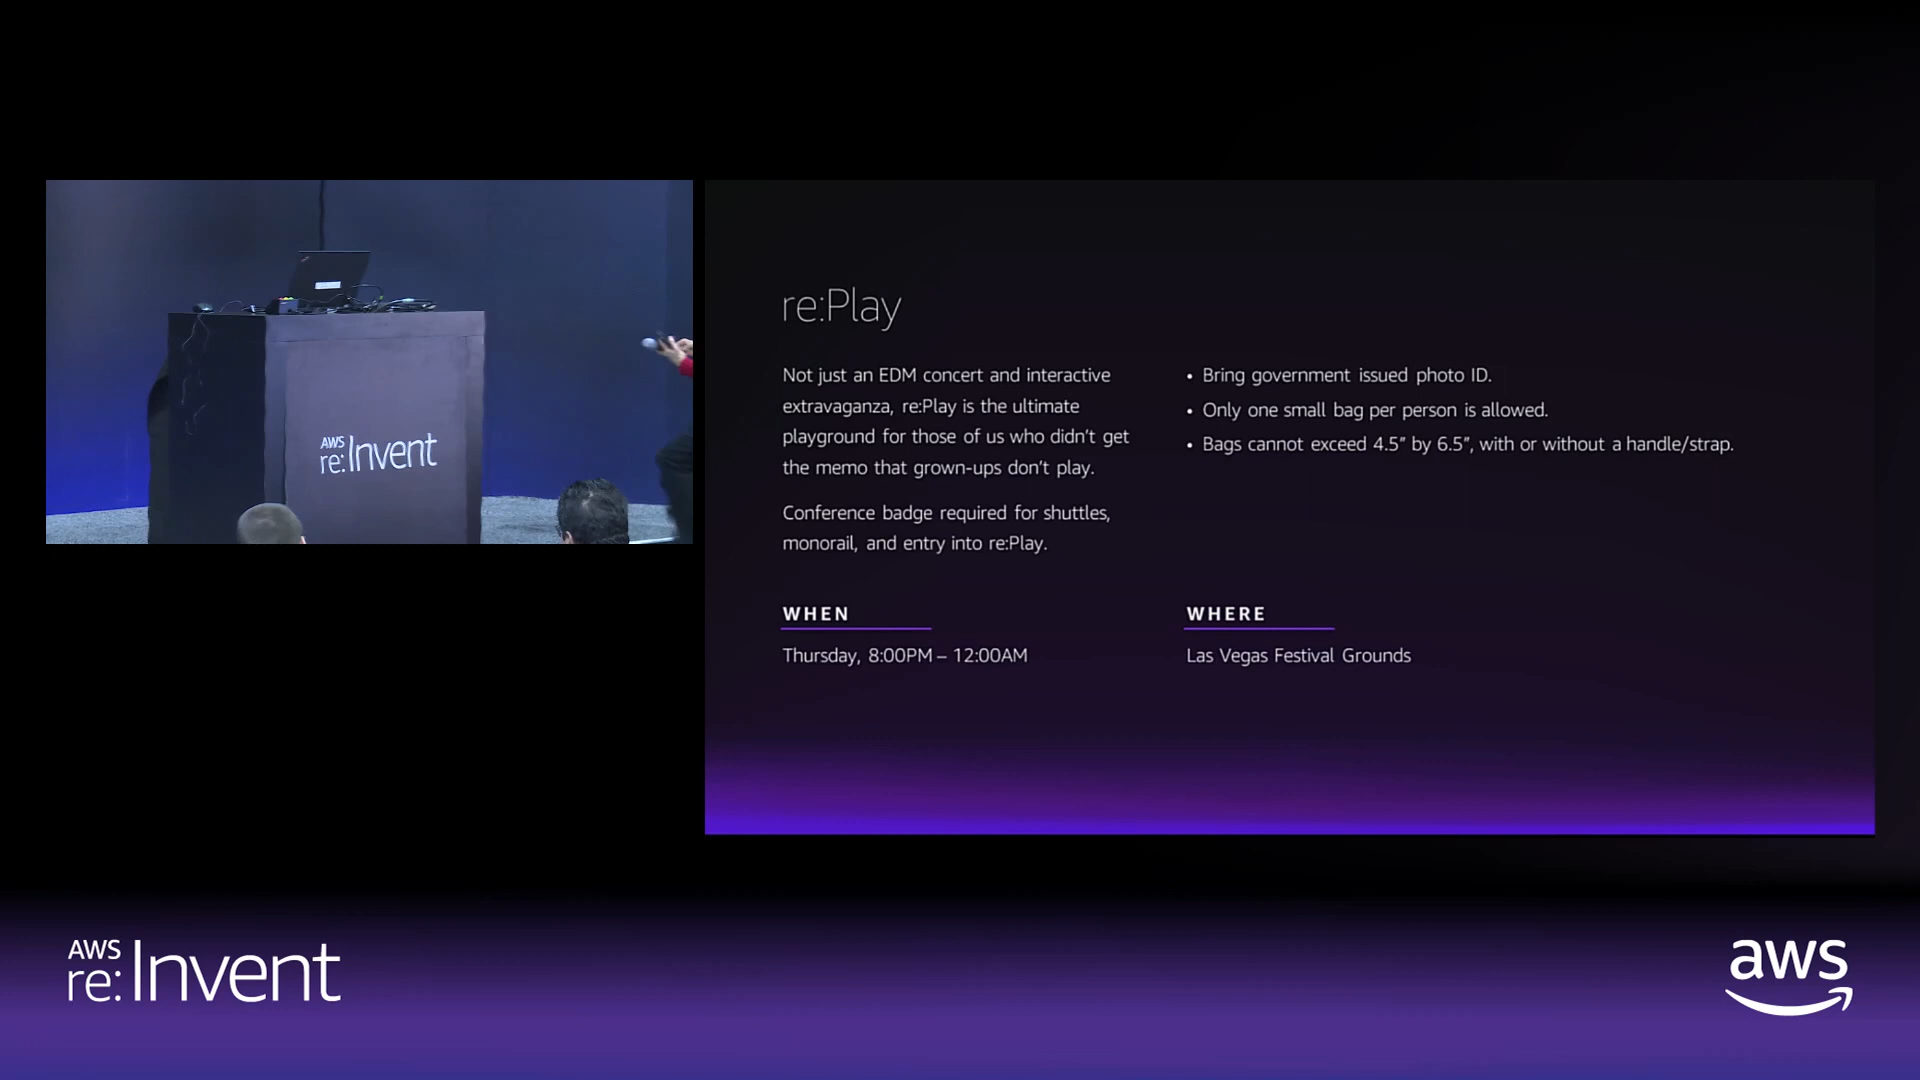 AWS
re:Invent
re:Play
Not just an EDM concert and interactive
extravaganza, re:Play is the ultimate
playground for those of us who didn’t get
the memo that grown-ups don’t play.
Conference badge required for shuttles,
monorail, and entry into re:Play.
• Bring government issued photo ID.
• Only one small bag per person is allowed.
• Bags cannot exceed 4.5” by 6.5”, with or without a handle/strap.
WHEN
Thursday, 8:00PM – 12:00AM
WHERE
Las Vegas Festival Grounds
AWS
re:Invent
aws